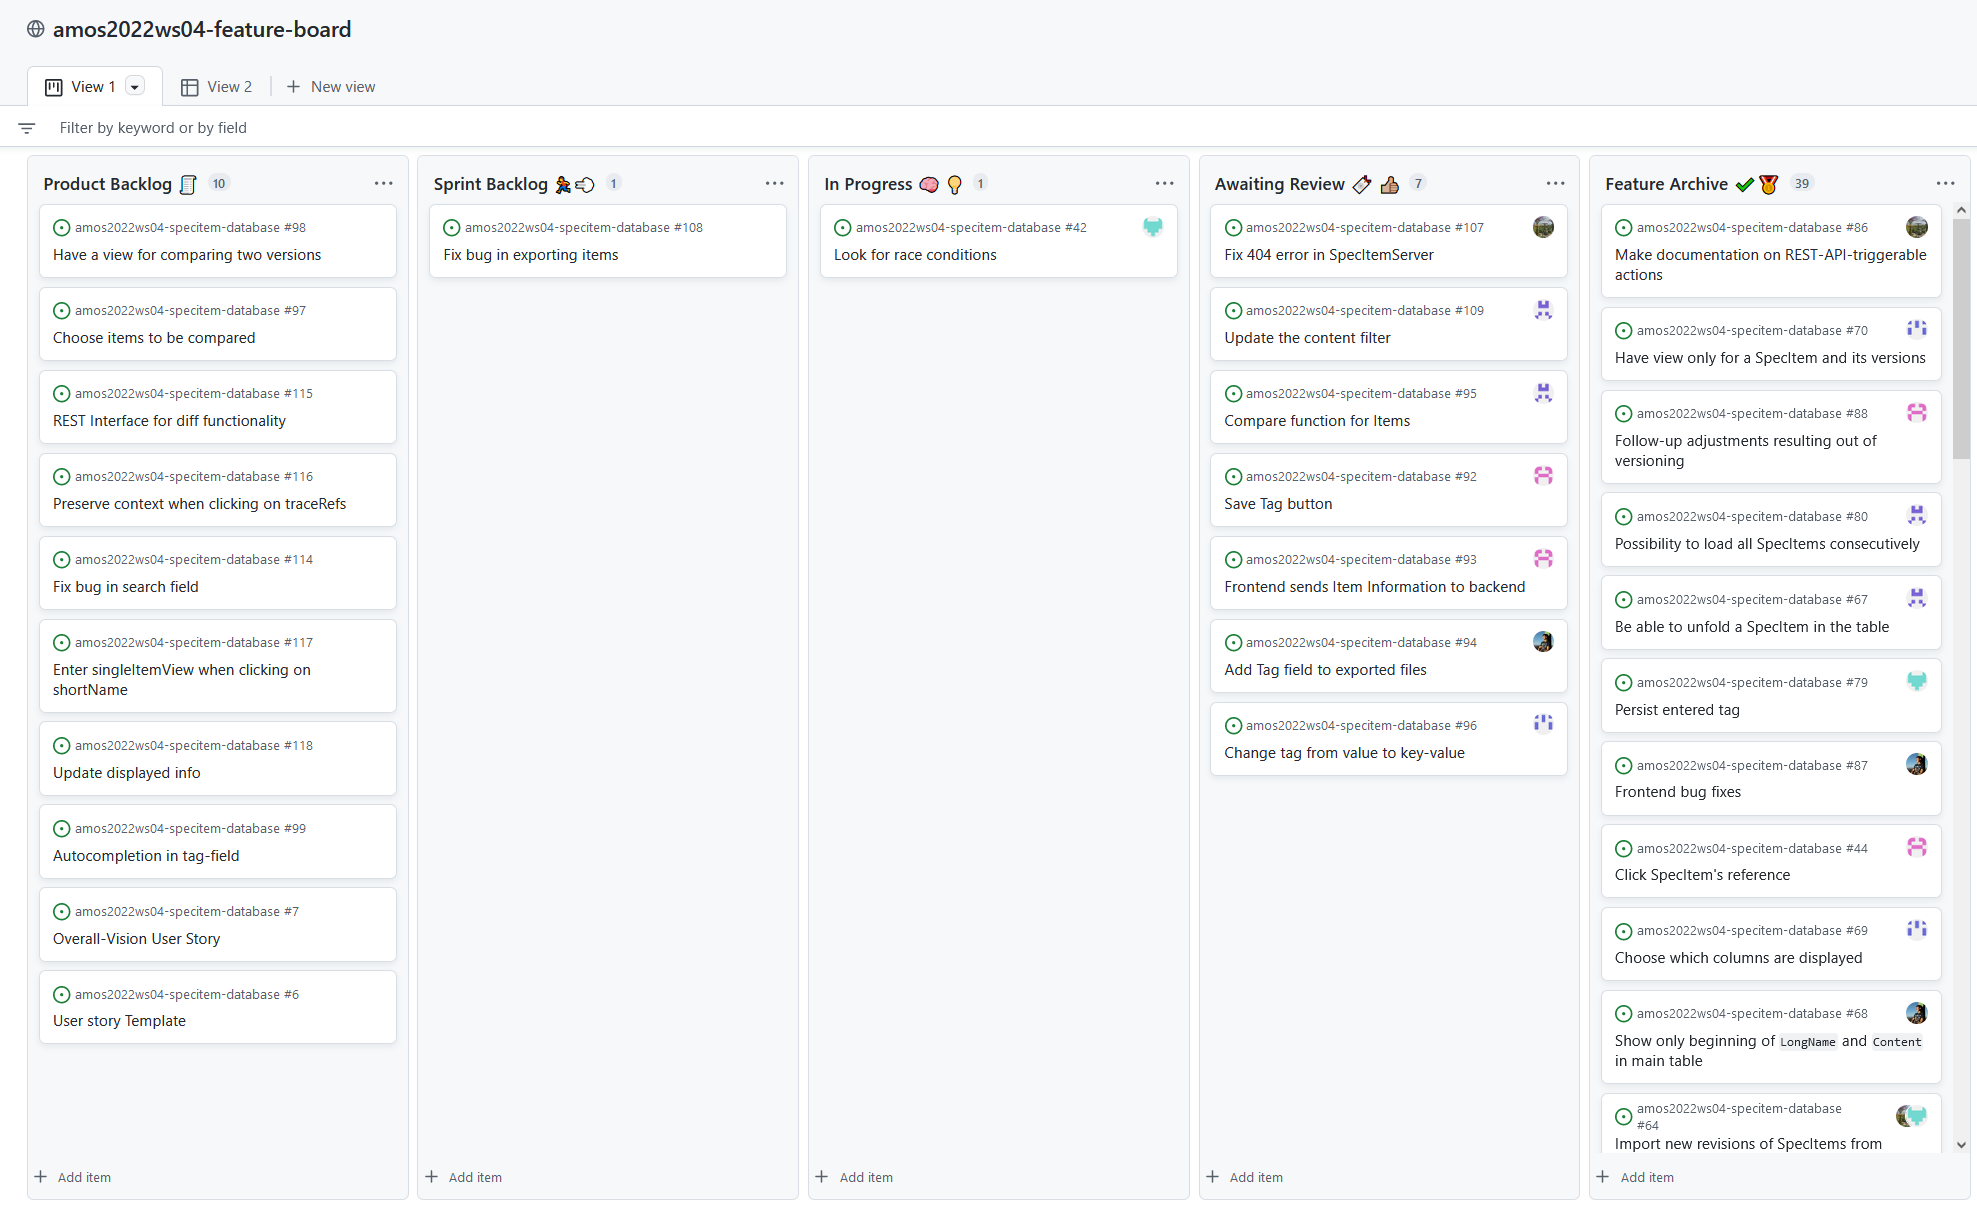 amos2022ws04-feature-board
View 1
View 2
New view
Filter by keyword or by field
Product Backlog 10
amos2022ws04-specitem-database #98
Have a view for comparing two versions
amos2022ws04-specitem-database #97
Choose items to be compared
amos2022ws04-specitem-database #115
REST Interface for diff functionality
amos2022ws04-specitem-database #116
Preserve context when clicking on traceRefs
amos2022ws04-specitem-database #114
Fix bug in search field
amos2022ws04-specitem-database #117
Enter singleItemView when clicking on
shortName
amos2022ws04-specitem-database #118
Update displayed info
amos2022ws04-specitem-database #99
Autocompletion in tag-field
amos2022ws04-specitem-database #7
Overall-Vision User Story
amos2022ws04-specitem-database #6
User story Template
Add item
Sprint Backlog 1
amos2022ws04-specitem-database #108
Fix bug in exporting items
Add item
In Progress 1
amos2022ws04-specitem-database #42
Look for race conditions
Add item
Awaiting Review 7
amos2022ws04-specitem-database #107
Fix 404 error in SpecItemServer
amos2022ws04-specitem-database #109
Update the content filter
amos2022ws04-specitem-database #95
Compare function for Items
amos2022ws04-specitem-database #92
Save Tag button
amos2022ws04-specitem-database #93
Frontend sends Item Information to backend
amos2022ws04-specitem-database #94
Add Tag field to exported files
amos2022ws04-specitem-database #96
Change tag from value to key-value
Add item
Feature Archive 39
amos2022ws04-specitem-database #86
Make documentation on REST-API-triggerable
actions
amos2022ws04-specitem-database #70
Have view only for a SpecItem and its versions
amos2022ws04-specitem-database #88
Follow-up adjustments resulting out of
versioning
amos2022ws04-specitem-database #80
Possibility to load all SpecItems consecutively
amos2022ws04-specitem-database #67
Be able to unfold a SpecItem in the table
amos2022ws04-specitem-database #79
Persist entered tag
amos2022ws04-specitem-database #87
Frontend bug fixes
amos2022ws04-specitem-database #44
Click SpecItem's reference
amos2022ws04-specitem-database #69
Choose which columns are displayed
amos2022ws04-specitem-database #68
Show only beginning of LongName and Content
in main table
amos2022ws04-specitem-database
#64
Import new revisions of SpecItems from
Add item